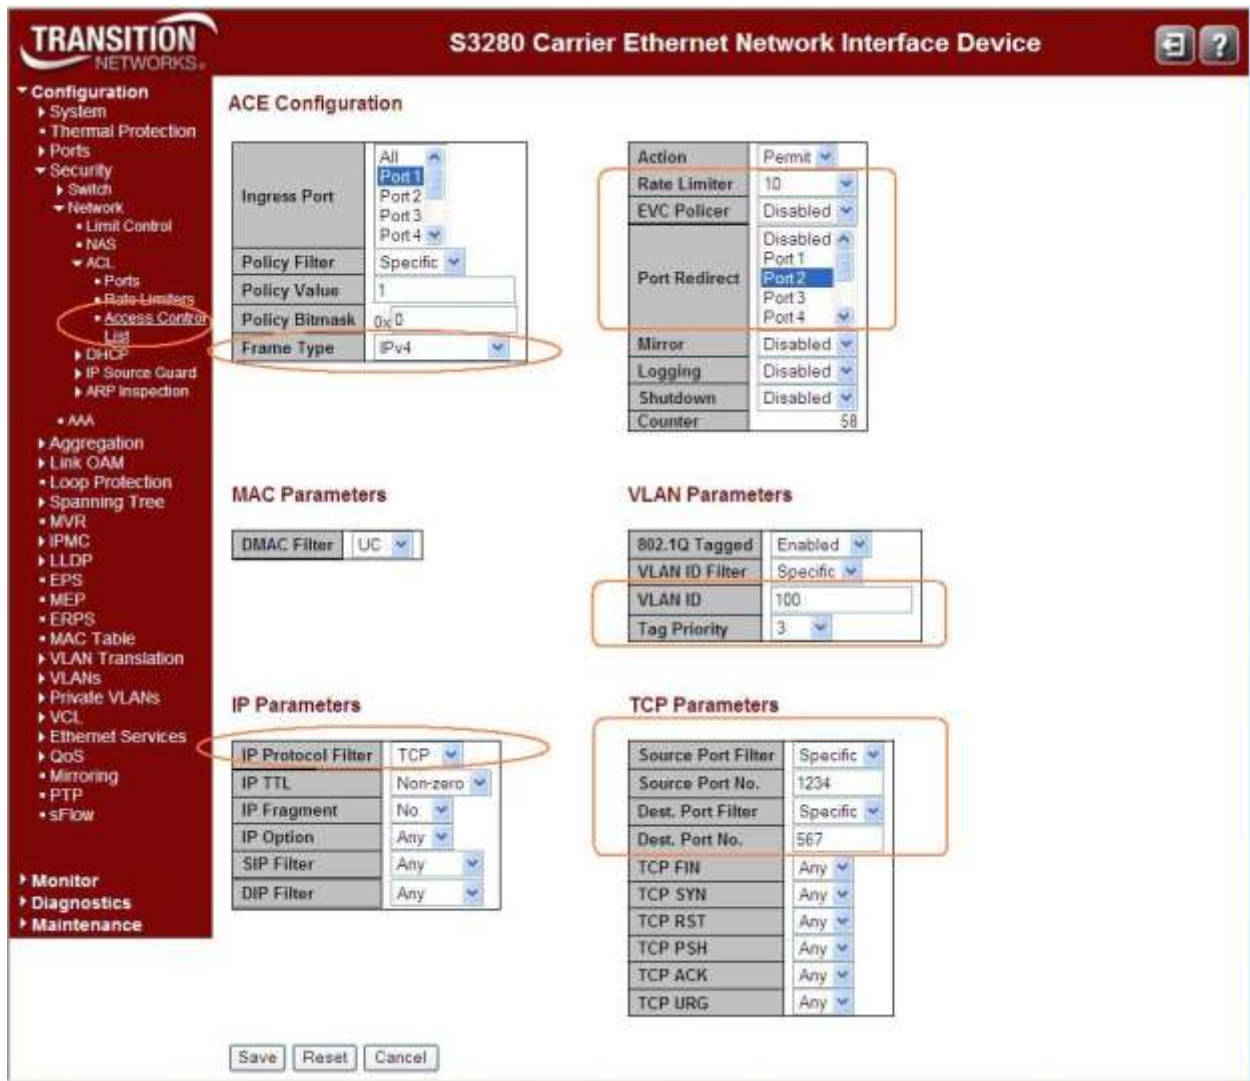 TRANSITION
NETWORKS
S3280 Carrier Ethernet Network Interface Device
Configuration
System
Thermal Protection
Ports
Security
Switch
Network
Limit Control
NAS
ACL
Ports
Rate Limiters
Access Control
List
DHCP
IP Source Guard
ARP Inspection
AAA
Aggregation
Link OAM
Loop Protection
Spanning Tree
MVR
IPMC
LLDP
EPS
MEP
ERPS
MAC Table
VLAN Translation
VLANs
Private VLANs
VCL
Ethernet Services
QoS
Mirroring
PTP
sFlow
Monitor
Diagnostics
Maintenance
ACE Configuration
Ingress Port
All
Port 1
Port 2
Port 3
Port 4
Policy Filter Specific
Policy Value 1
Policy Bitmask 0x 0
Frame Type IPv4
Action Permit
Rate Limiter 10
EVC Policer Disabled
Port Redirect
Disabled
Port 1
Port 2
Port 3
Port 4
Mirror Disabled
Logging Disabled
Shutdown Disabled
Counter 58
MAC Parameters
DMAC Filter UC
VLAN Parameters
802.1Q Tagged Enabled
VLAN ID Filter Specific
VLAN ID 100
Tag Priority 3
IP Parameters
IP Protocol Filter TCP
IP TTL Non-zero
IP Fragment No
IP Option Any
SIP Filter Any
DIP Filter Any
TCP Parameters
Source Port Filter Specific
Source Port No. 1234
Dest. Port Filter Specific
Dest. Port No. 567
TCP FIN Any
TCP SYN Any
TCP RST Any
TCP PSH Any
TCP ACK Any
TCP URG Any
Save Reset Cancel